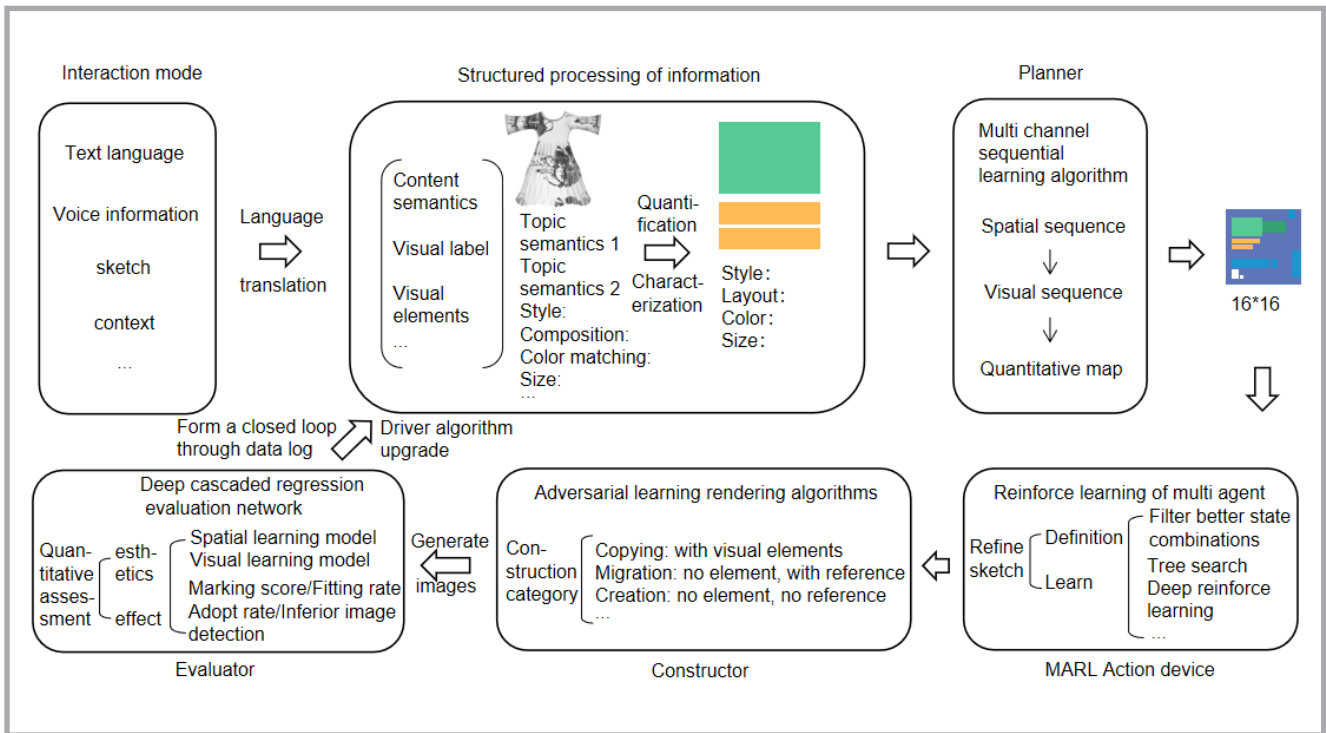 Interaction mode
Text language
Voice information
sketch
context
...
Language
translation
Structured processing of information
Content
semantics
Visual label
Visual
elements
...
Topic
semantics 1
Topic
semantics 2
Style:
Composition:
Color matching:
Size:
...
Quanti-
fication
Charact-
erization
Style:
Layout:
Color:
Size:
Planner
Multi channel
sequential
learning algorithm
Spatial sequence
Visual sequence
Quantitative map
16*16
Form a closed loop
through data log
Driver algorithm
upgrade
Deep cascaded regression
evaluation network
Quan-
titative
asses-
sment
esth-
etics
effect
Spatial learning model
Visual learning model
Marking score/Fitting rate
Adopt rate/Inferior image
detection
Evaluator
Generate
images
Adversarial learning rendering algorithms
Con-
struction
category
Copying: with visual elements
Migration: no element, with reference
Creation: no element, no reference
...
Constructor
Reinforce learning of multi agent
Refine
sketch
Definition
Learn
Filter better state
combinations
Tree search
Deep reinforce
learning
...
MARL Action device